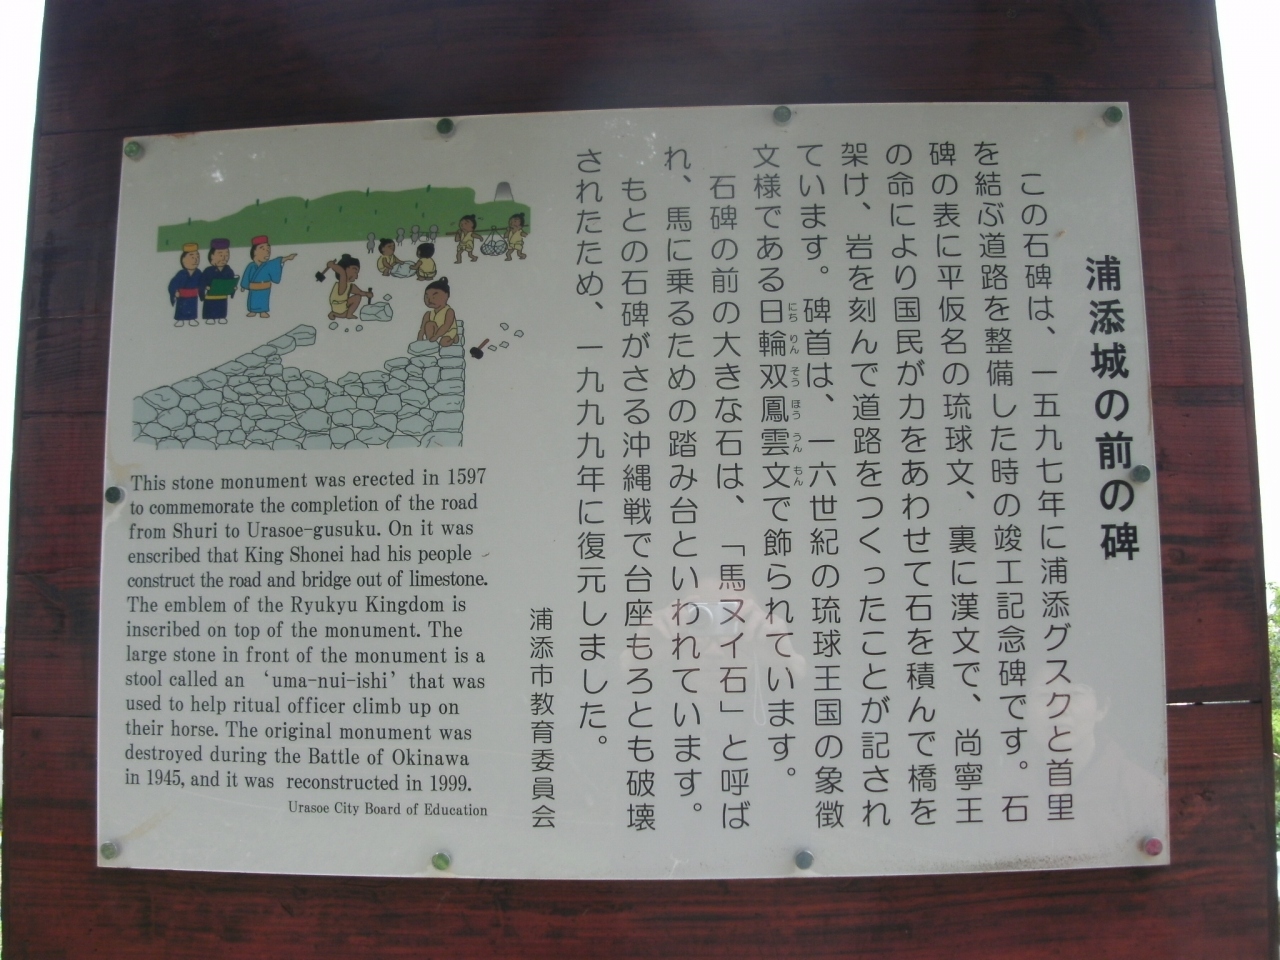 浦添城の前の碑
この石碑は、一五九七年に浦添グスクと首里
を結ぶ道路を整備した時の竣工記念碑です。石
碑の表に平仮名の琉球文、裏に漢文で、尚寧王
の命により国民が力をあわせて石を積んで橋を
架け、岩を刻んで道路をつくったことが記され
ています。碑首は、一六世紀の琉球王国の象徴
文様である日輪双鳳雲文で飾られています。
にちりんそうほううんもん
石碑の前の大きな石は、「馬ヌイ石」と呼ば
れ、馬に乗るための踏み台といわれています。
もとの石碑がさる沖縄戦で台座もろとも破壊
されたため、一九九九年に復元しました。
浦添市教育委員会
This stone monument was erected in 1597
to commemorate the completion of the road
from Shuri to Urasoe-gusuku. On it was
enscribed that King Shonei had his people
construct the road and bridge out of limestone.
The emblem of the Ryukyu Kingdom is
inscribed on top of the monument. The
large stone in front of the monument is a
stool called an ‘uma-nui-ishi’ that was
used to help ritual officer climb up on
their horse. The original monument was
destroyed during the Battle of Okinawa
in 1945, and it was reconstructed in 1999.
Urasoe City Board of Education